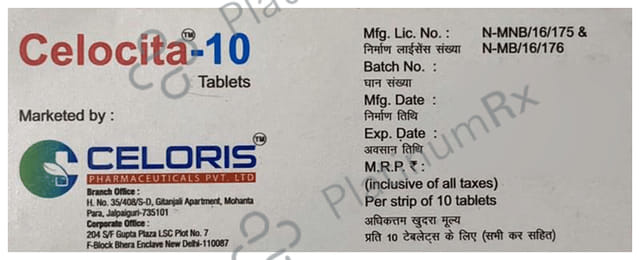 Celocita™-10
Tablets
Marketed by :
CELORIS™
PHARMACEUTICALS PVT. LTD
Branch Office :
H. No. 35/408/S-D, Gitanjali Apartment, Mohanta
Para, Jalpaiguri-735101
Corporate Office :
204 S/F Gupta Plaza LSC Plot No. 7
F-Block Bhera Enclave New Delhi-110087
Mfg. Lic. No. : N-MNB/16/175 &
निर्माण लाईसेंस संख्या N-MB/16/176
Batch No. :
घान संख्या
Mfg. Date :
निर्माण तिथि
Exp. Date :
अवसान तिथि
M.R.P. ₹ :
(inclusive of all taxes)
Per strip of 10 tablets
अधिकतम खुदरा मूल्य
प्रति 10 टेबलेट्स के लिए (सभी कर सहित)
PlatinumRx